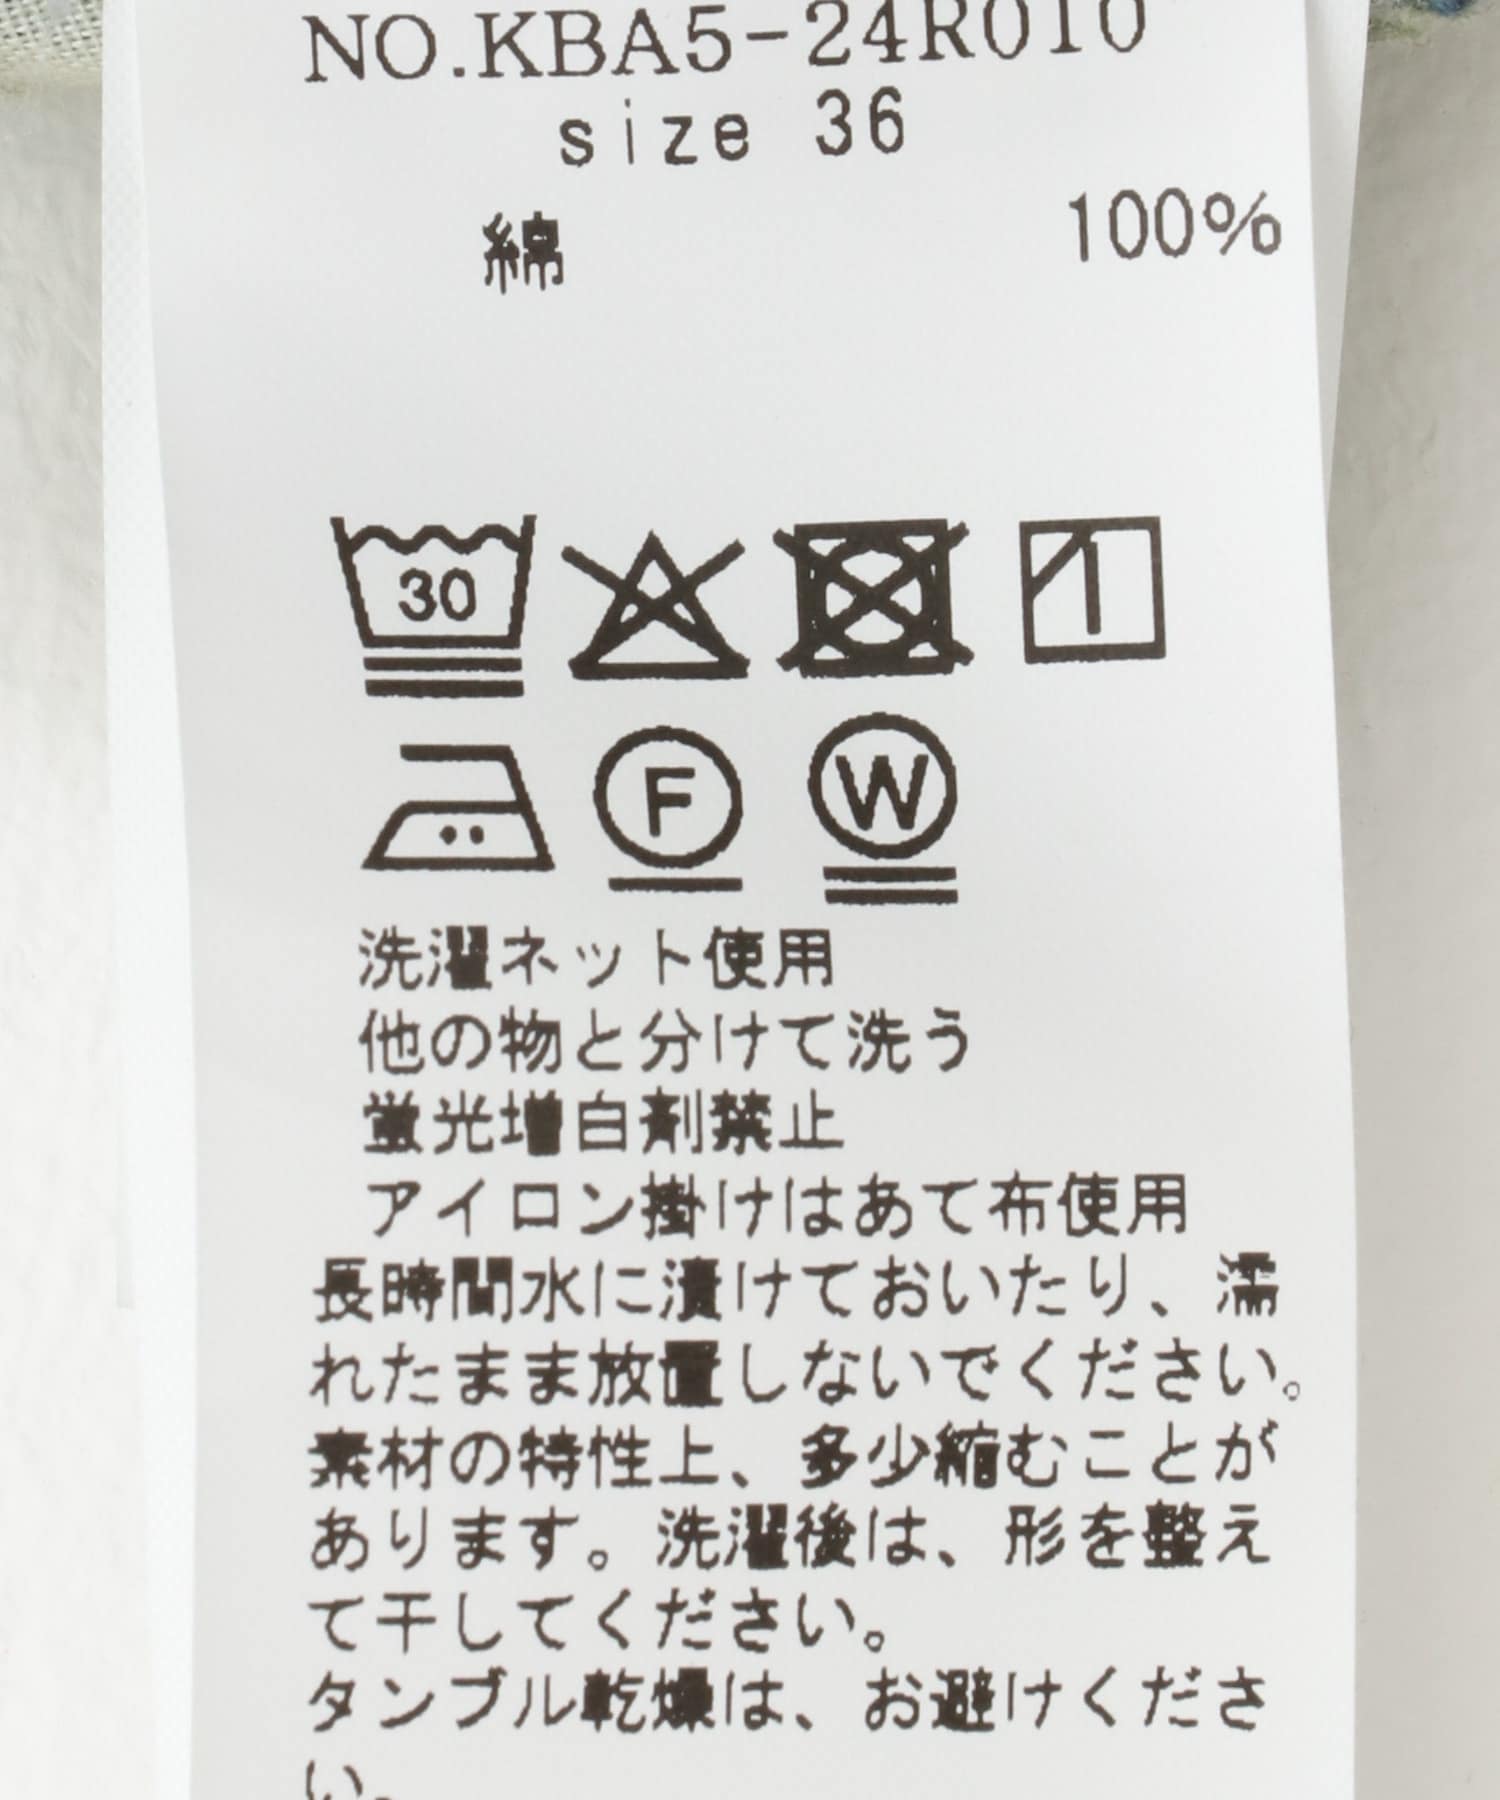 NO.KBA5-24R010
size 36
綿 100%
30
F W
洗濯ネット使用
他の物と分けて洗う
蛍光増白剤禁止
アイロン掛けはあて布使用
長時間水に漬けておいたり、濡
れたまま放置しないでください。
素材の特性上、多少縮むことが
あります。洗濯後は、形を整え
て干してください。
タンブル乾燥は、お避けくださ
い。